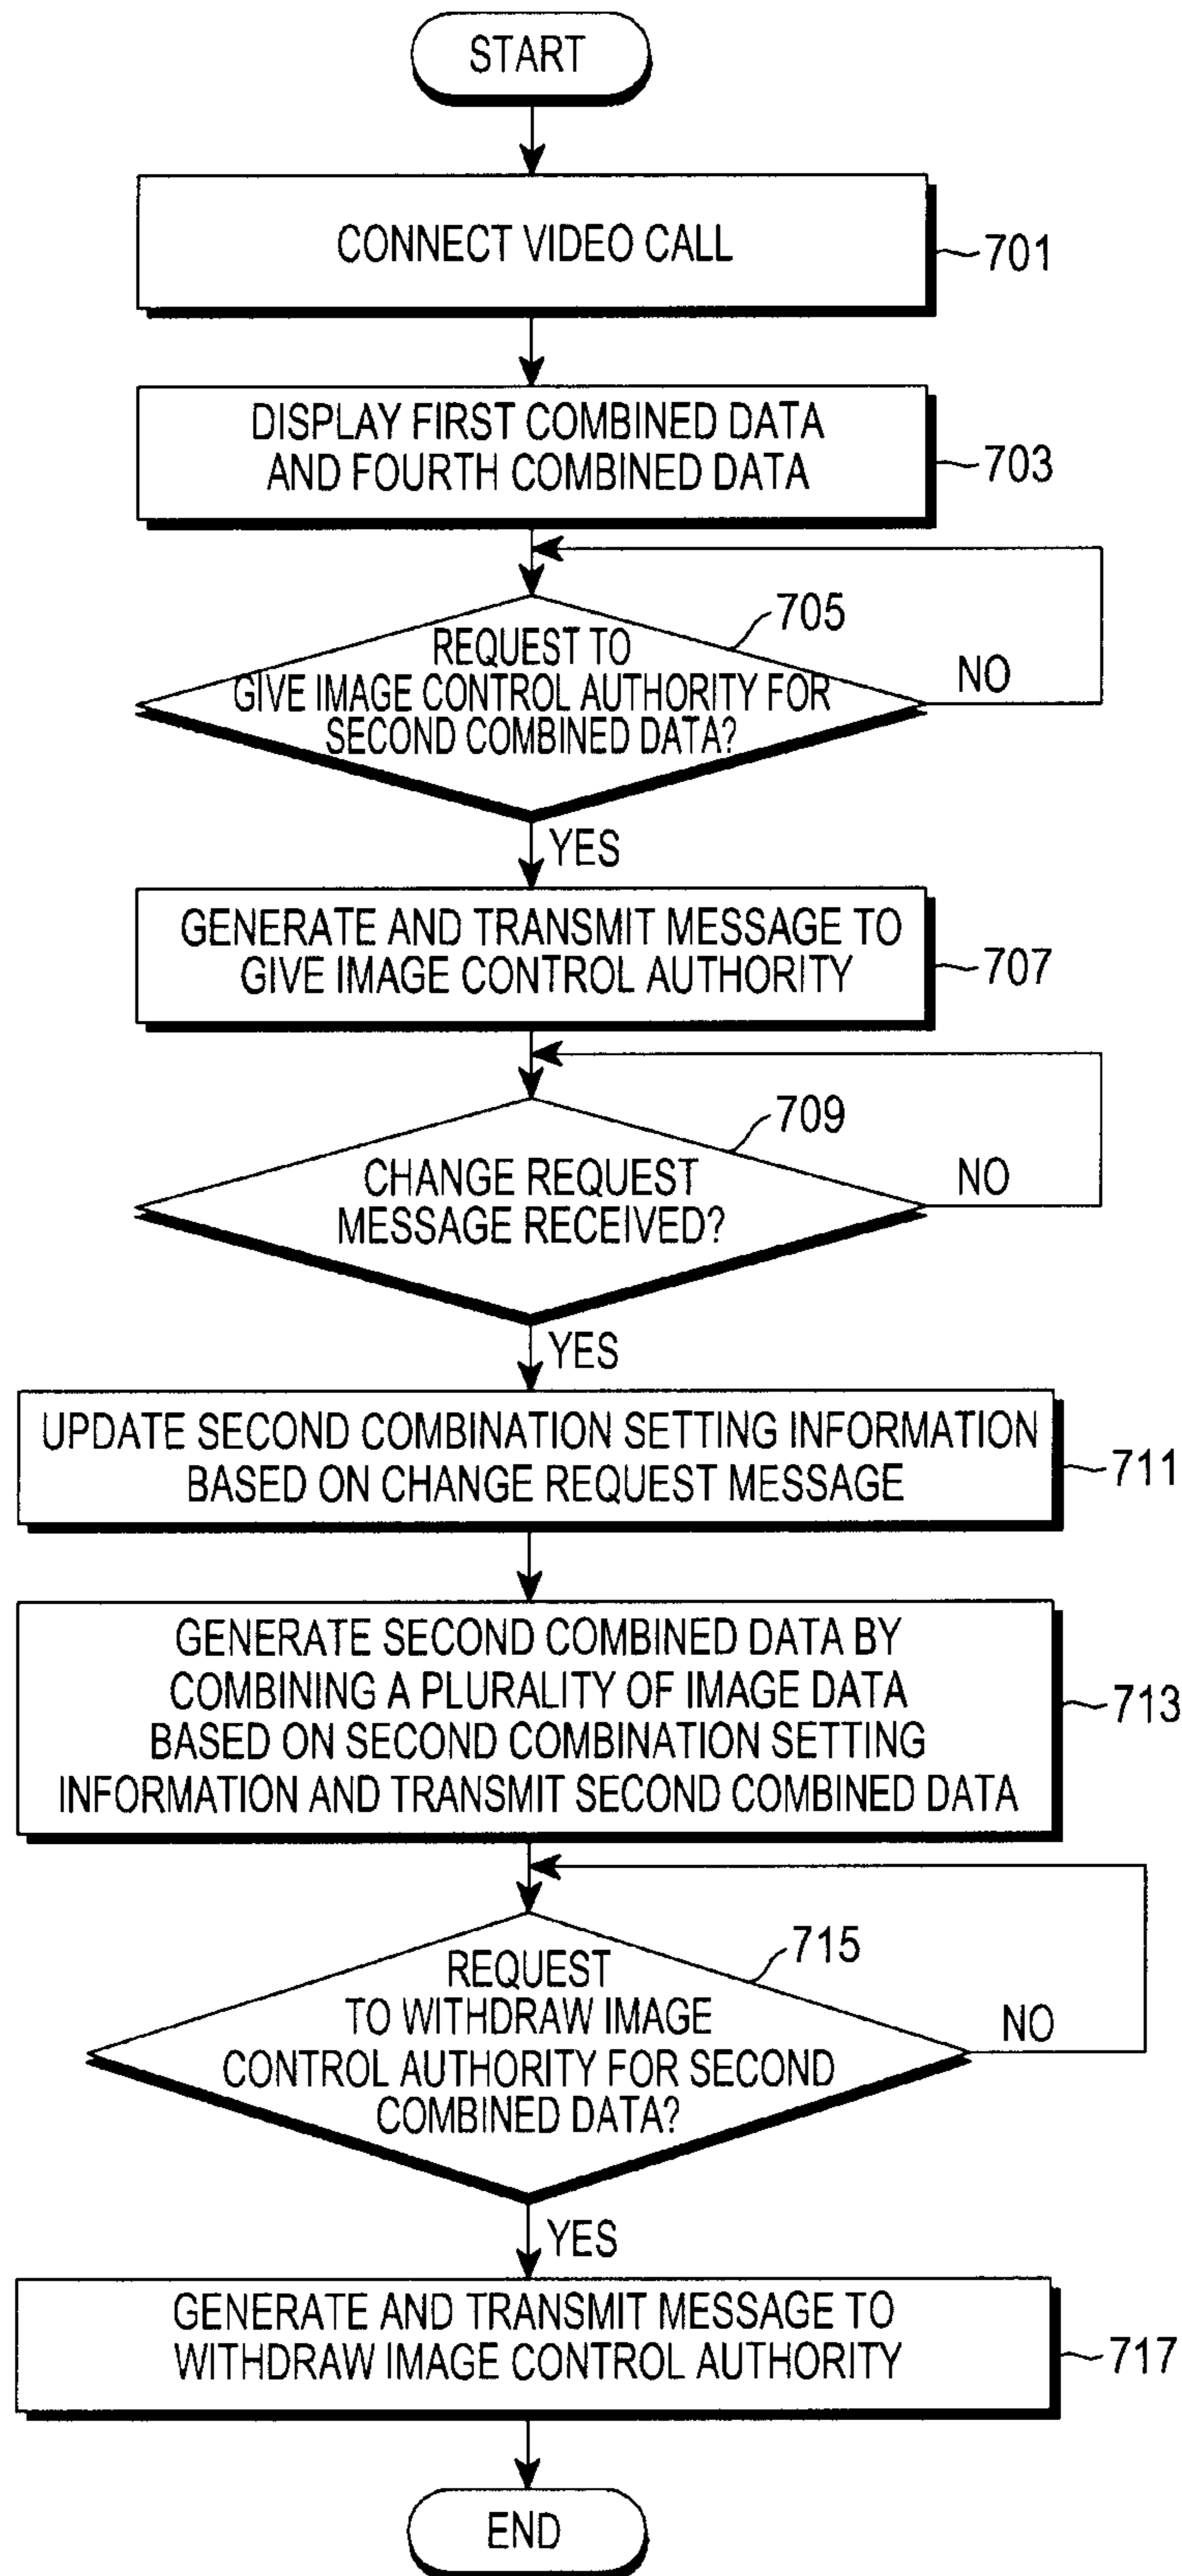 START
CONNECT VIDEO CALL
701
DISPLAY FIRST COMBINED DATA
AND FOURTH COMBINED DATA
703
705
REQUEST TO
GIVE IMAGE CONTROL AUTHORITY FOR
SECOND COMBINED DATA?
NO
YES
GENERATE AND TRANSMIT MESSAGE TO
GIVE IMAGE CONTROL AUTHORITY
707
709
CHANGE REQUEST
MESSAGE RECEIVED?
NO
YES
UPDATE SECOND COMBINATION SETTING INFORMATION
BASED ON CHANGE REQUEST MESSAGE
711
GENERATE SECOND COMBINED DATA BY
COMBINING A PLURALITY OF IMAGE DATA
BASED ON SECOND COMBINATION SETTING
INFORMATION AND TRANSMIT SECOND COMBINED DATA
713
715
REQUEST
TO WITHDRAW IMAGE
CONTROL AUTHORITY FOR SECOND
COMBINED DATA?
NO
YES
GENERATE AND TRANSMIT MESSAGE TO
WITHDRAW IMAGE CONTROL AUTHORITY
717
END